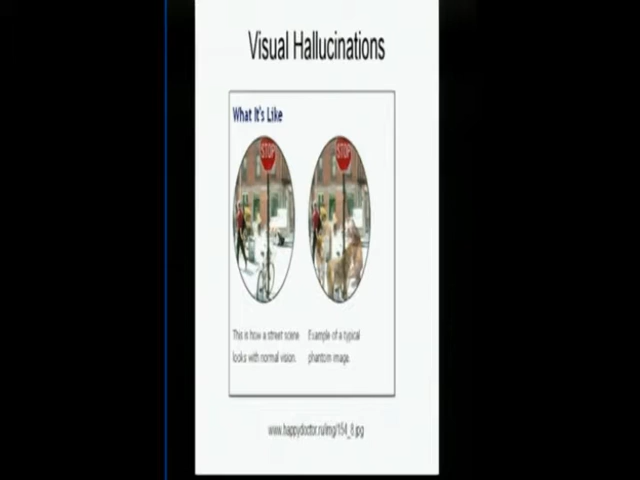 Visual Hallucinations
What It's Like
STOP
STOP
This is how a street scene
looks with normal vision.
Example of a typical
phantom image.
www.happydoctor.ru/img/154_8.jpg